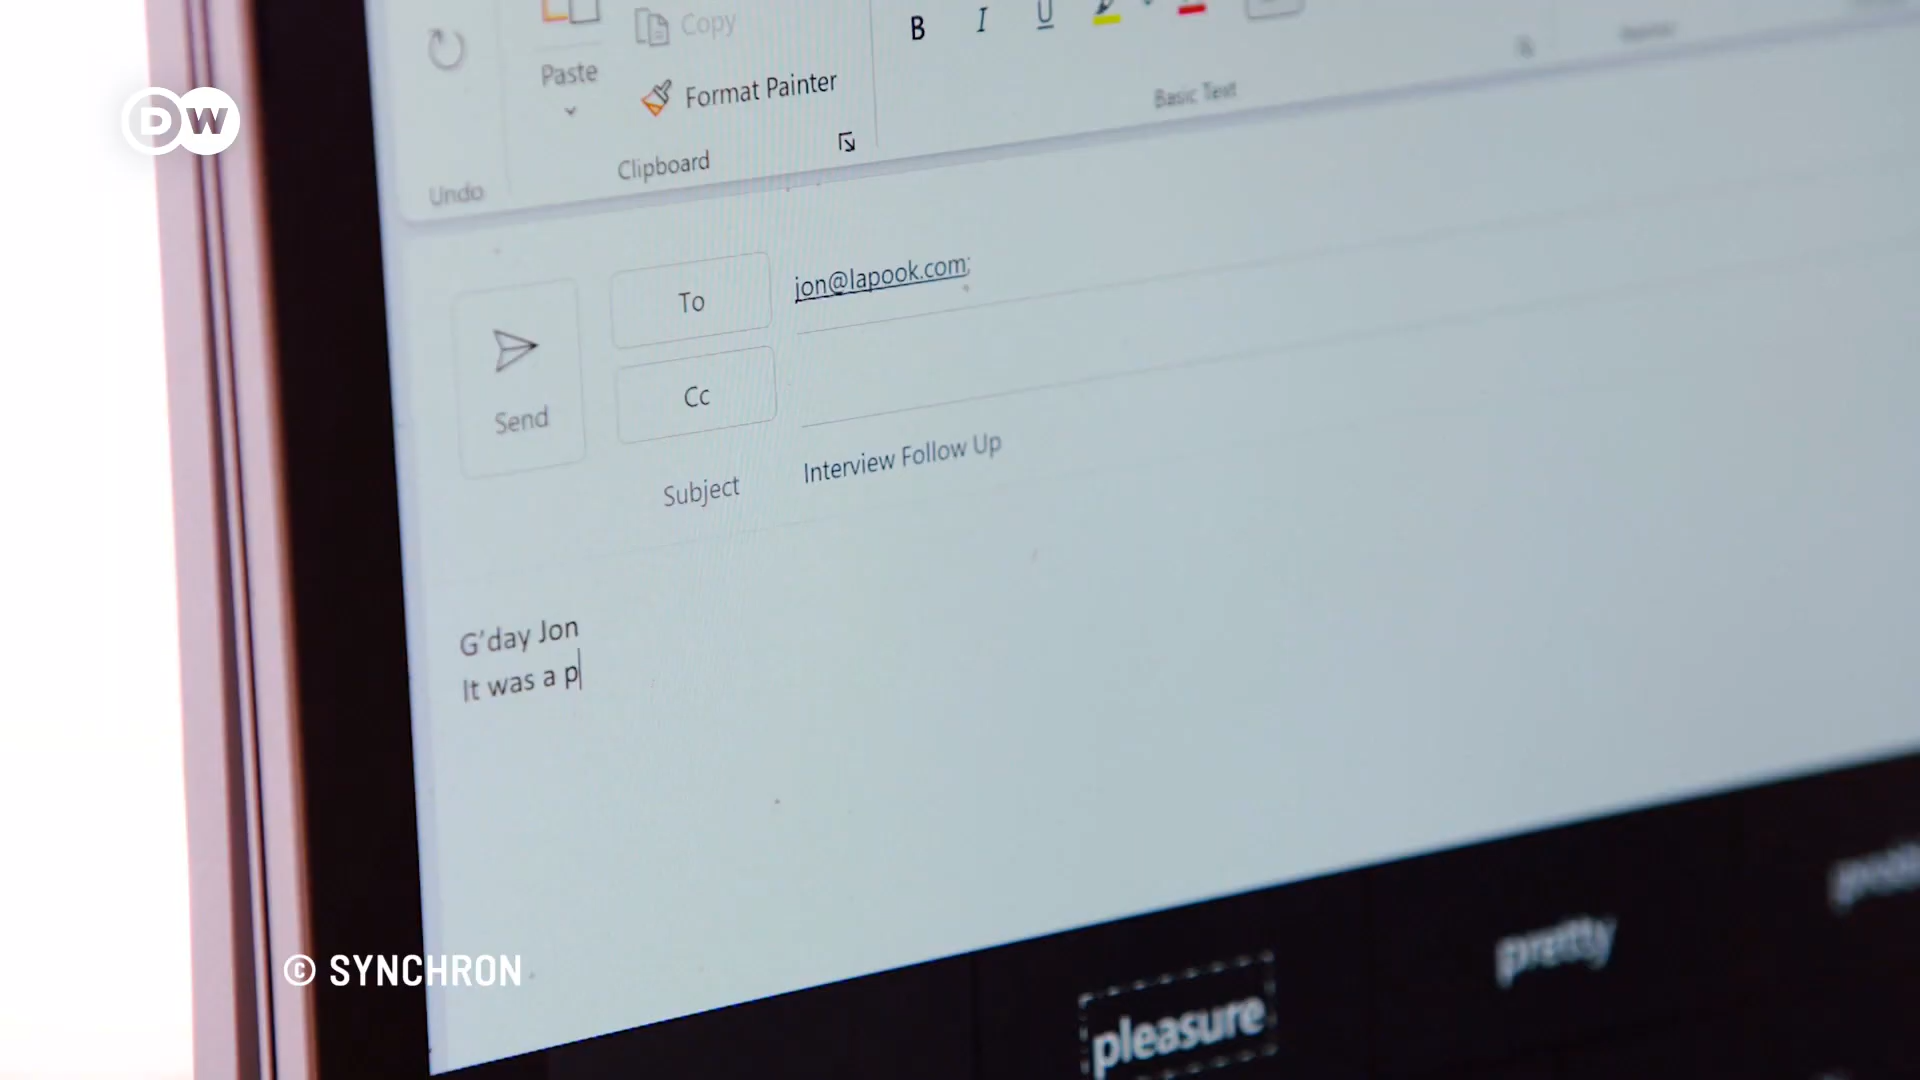 DW
Copy
Paste
Format Painter
Clipboard
Undo
B I U
Basic Text
To
jon@lapook.com;
Cc
Send
Subject
Interview Follow Up
G'day Jon
It was a p
© SYNCHRON
pleasure
pretty